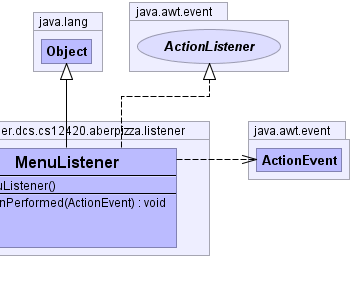 java.lang
Object
java.awt.event
ActionListener
er.dcs.cs12420.aberpizza.listener
MenuListener
uListener()
nPerformed(ActionEvent) : void
java.awt.event
ActionEvent